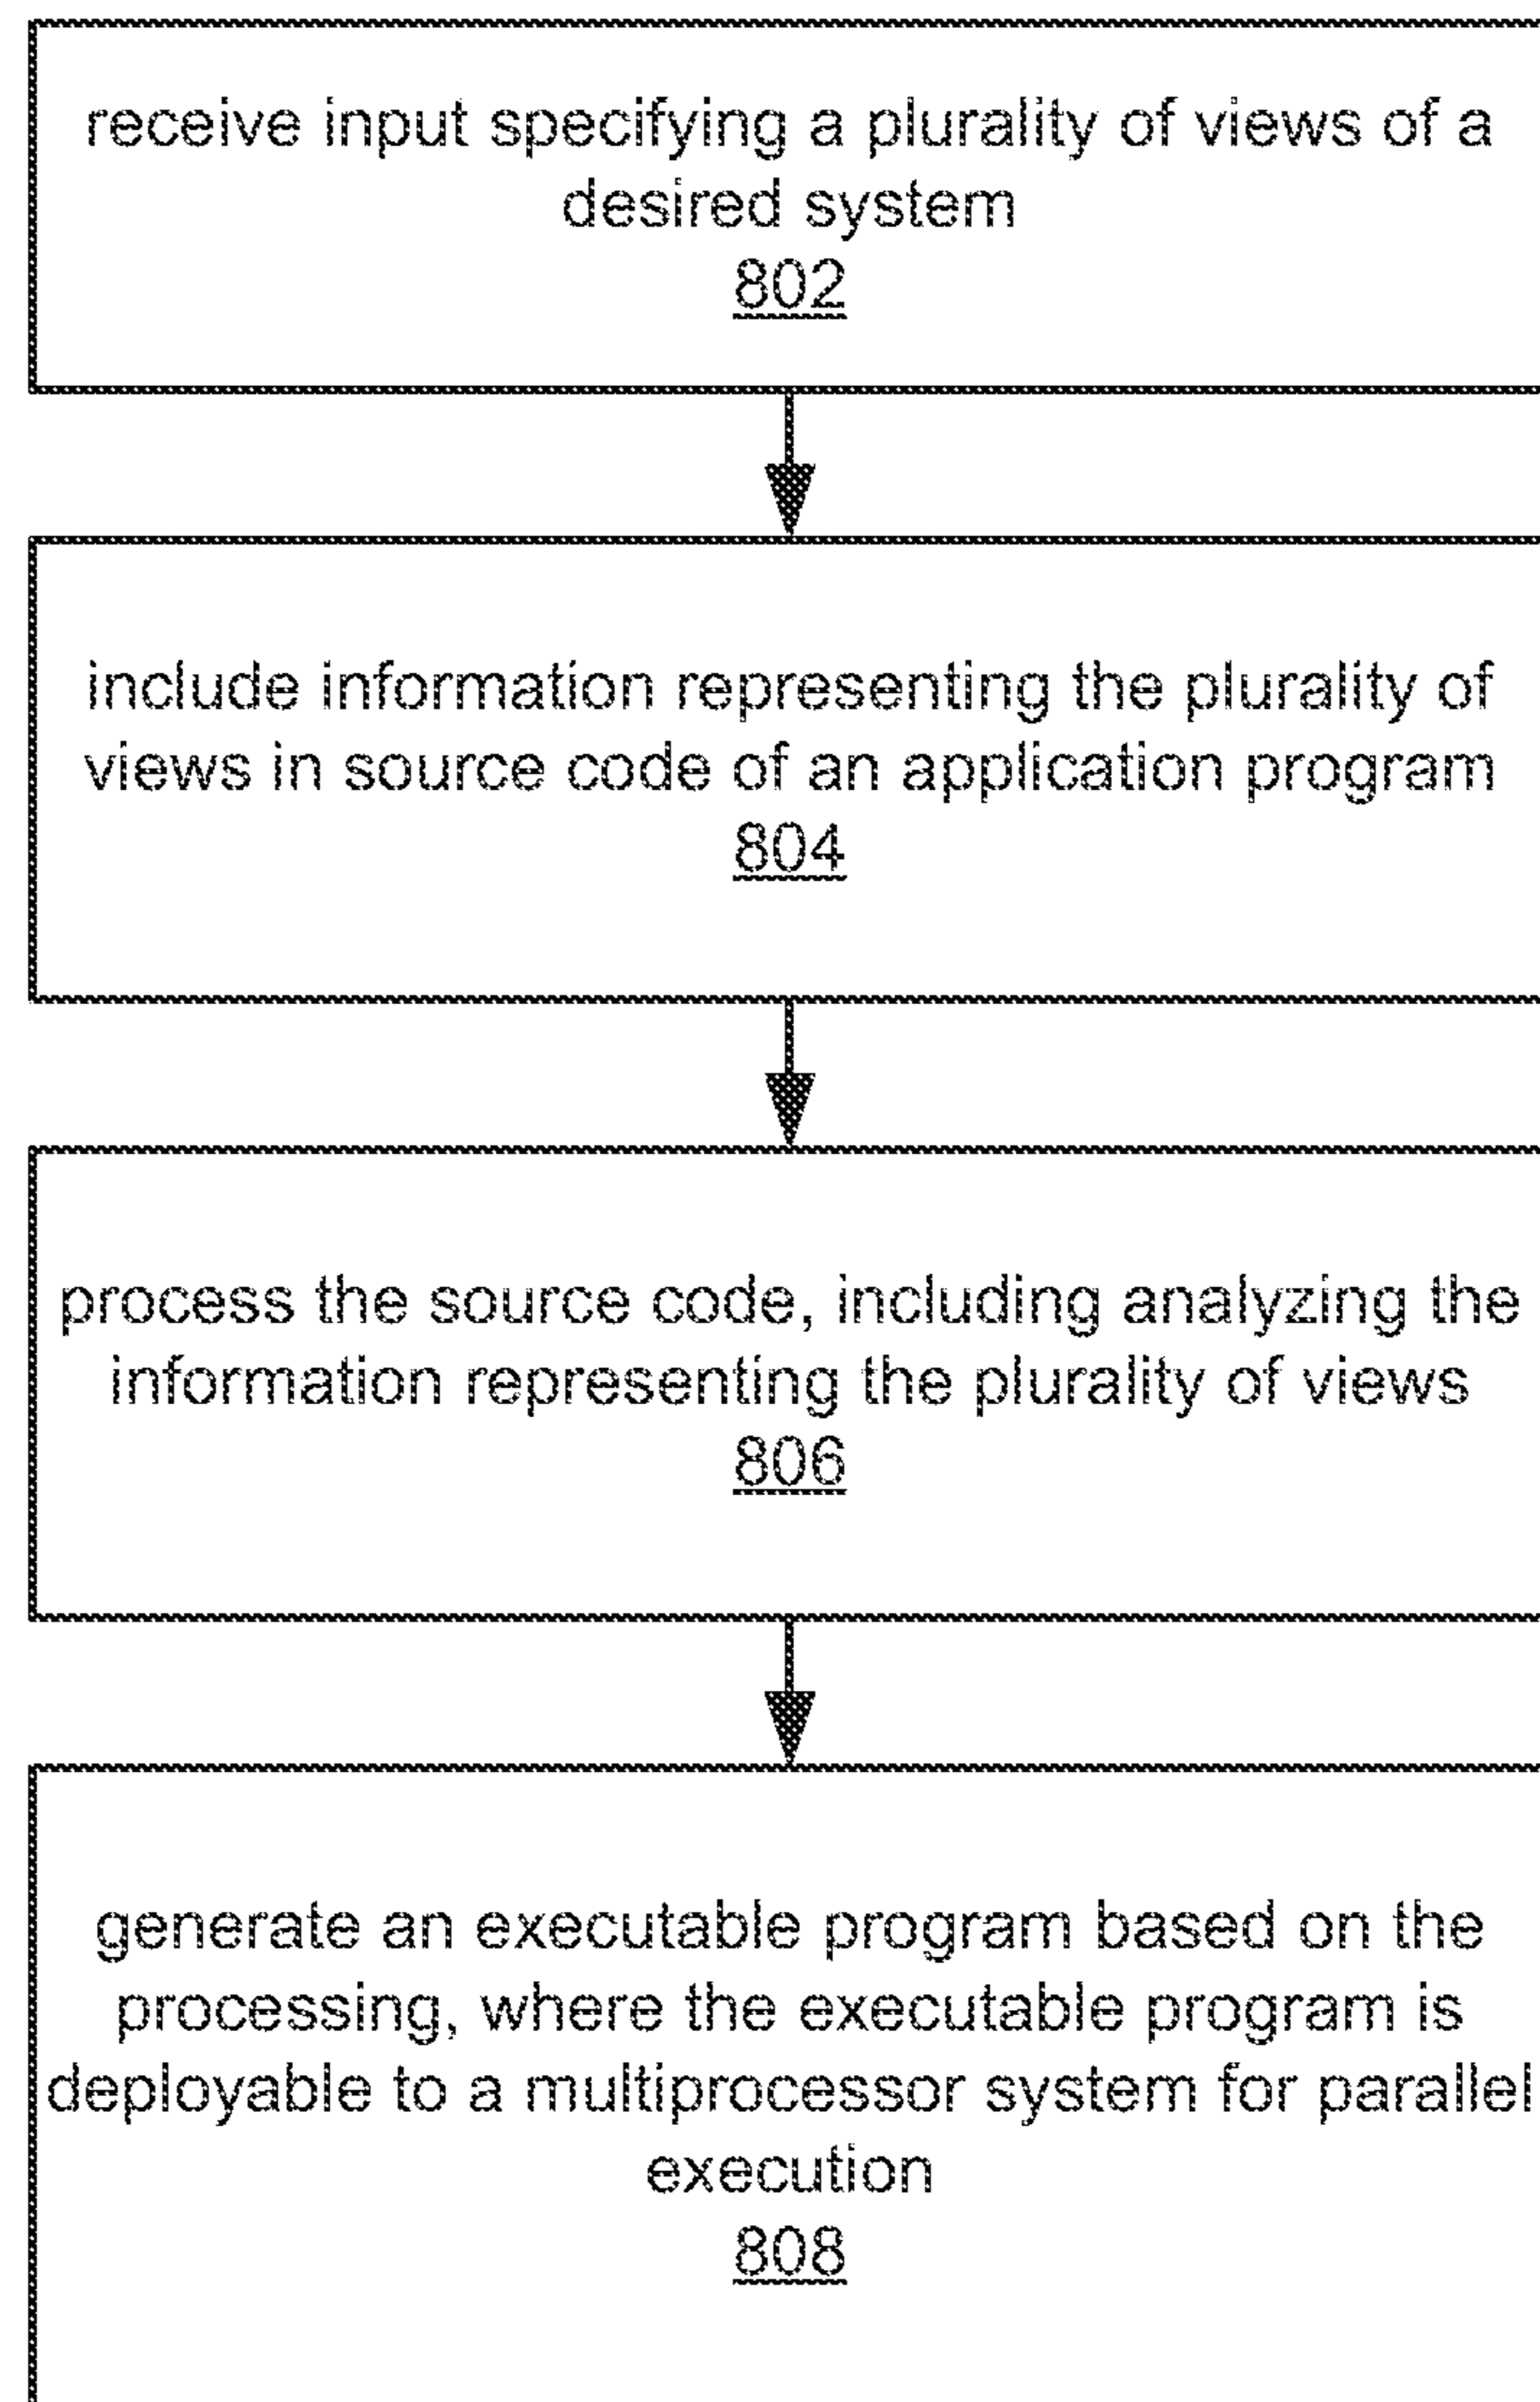 receive input specifying a plurality of views of a
desired system
802
include information representing the plurality of
views in source code of an application program
804
process the source code, including analyzing the
information representing the plurality of views
806
generate an executable program based on the
processing, where the executable program is
deployable to a multiprocessor system for parallel
execution
808